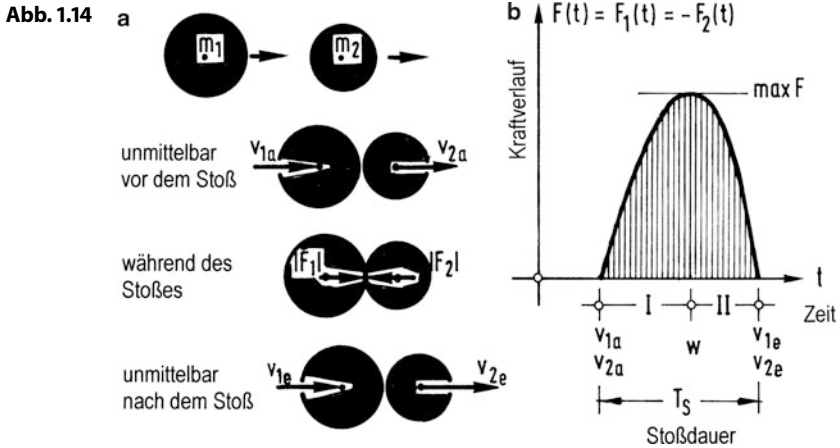 Abb. 1.14
a
m1
m2
unmittelbar
vor dem Stoß
v1a
v2a
während des
Stoßes
|F1|
|F2|
unmittelbar
nach dem Stoß
v1e
v2e
b
F(t) = F1(t) = -F2(t)
Kraftverlauf
max F
t
Zeit
I
II
v1a
v2a
w
v1e
v2e
TS
Stoßdauer